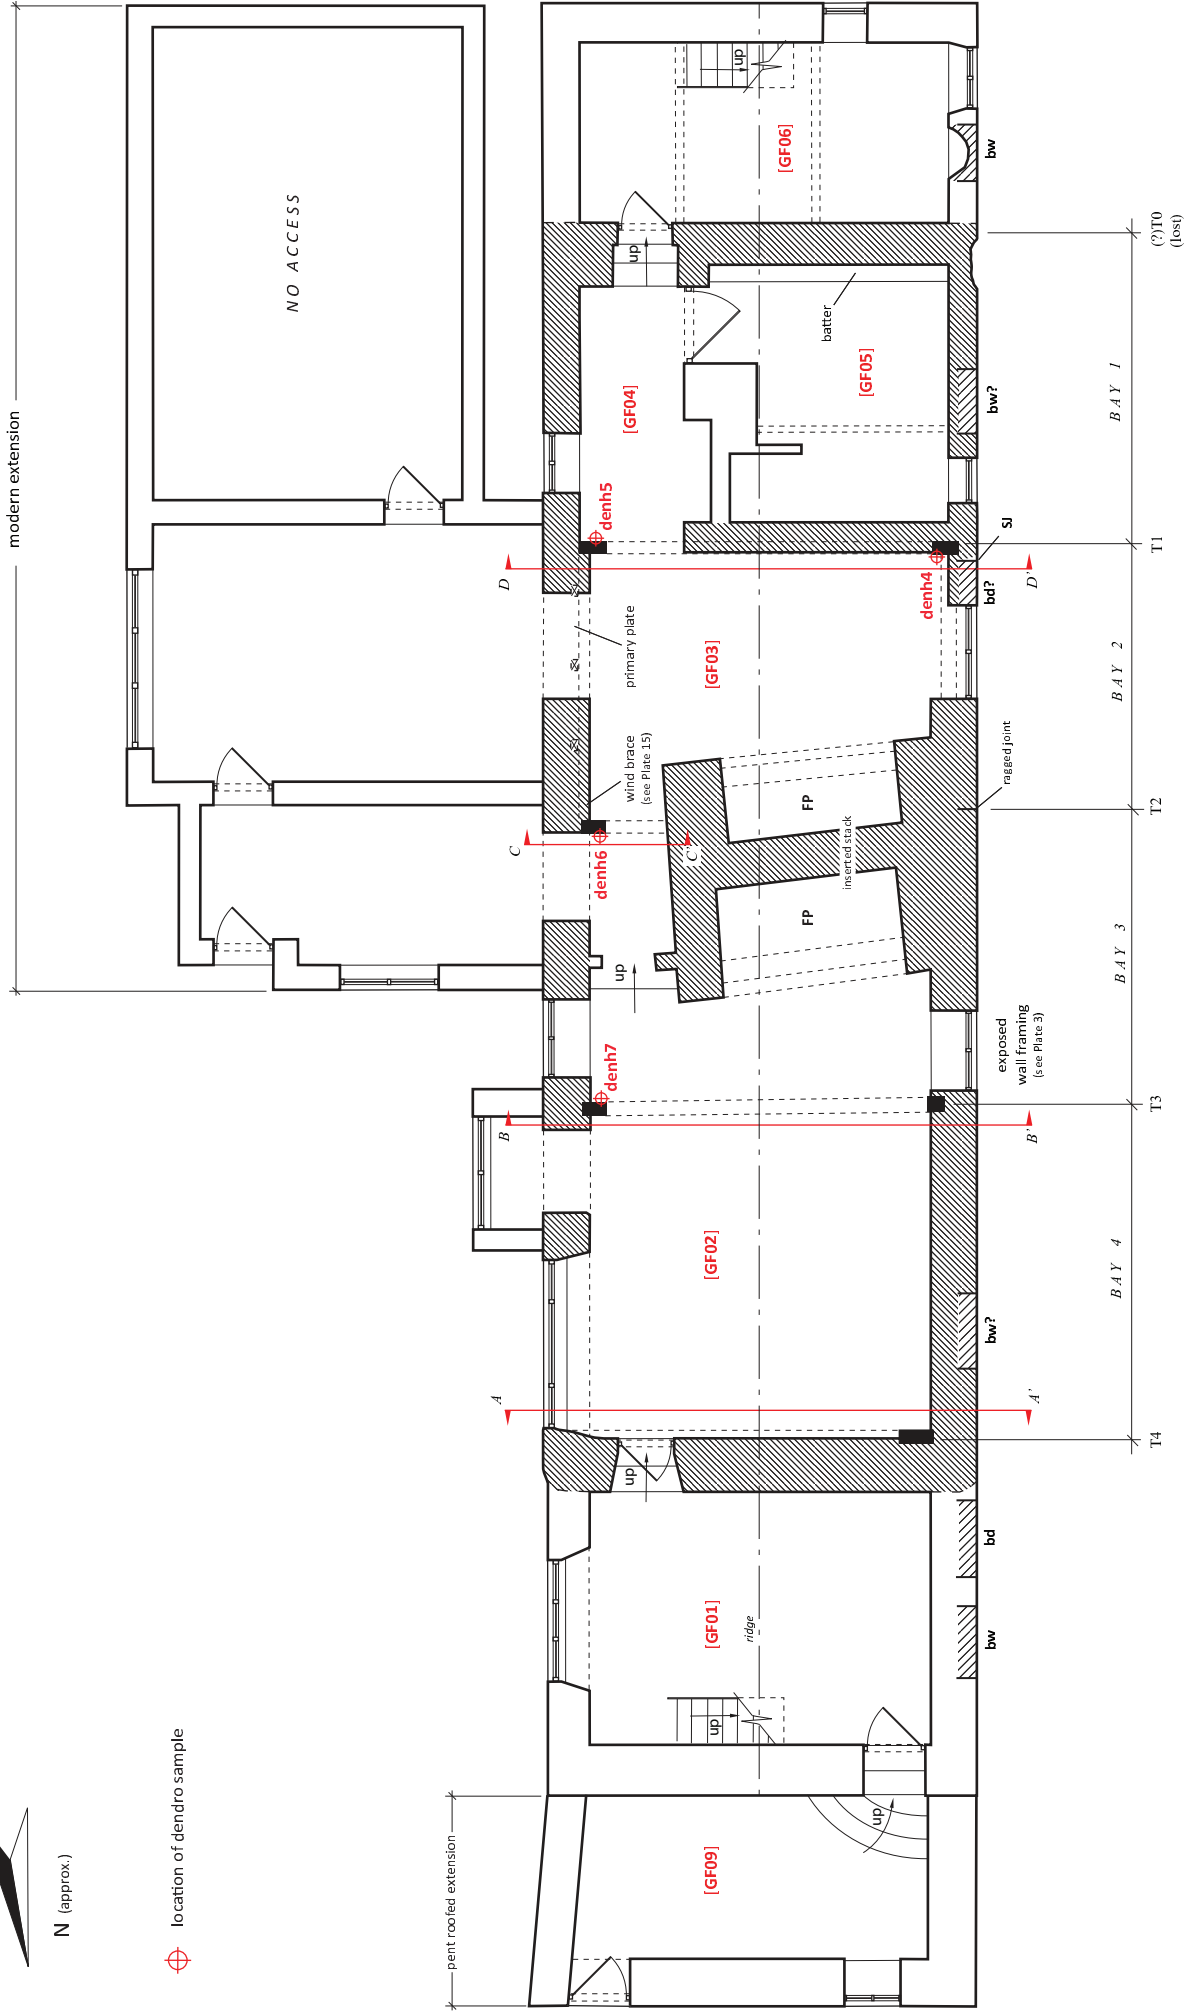 modern extension
NO ACCESS
up
[GF06]
bw
(?)T0
(lost)
up
batter
[GF05]
[GF04]
bw?
BAY 1
denh5
SJ
T1
D
D'
denh4
bd?
primary plate
[GF03]
BAY 2
wind brace
(see Plate 15)
ragged joint
FP
T2
inserted stack
C
C'
denh6
FP
BAY 3
up
exposed
wall framing
(see Plate 3)
denh7
T3
B
B'
[GF02]
BAY 4
bw?
A
A'
T4
up
bd
[GF01]
ridge
bw
up
location of dendro sample
N (approx.)
pent roofed extension
up
[GF09]